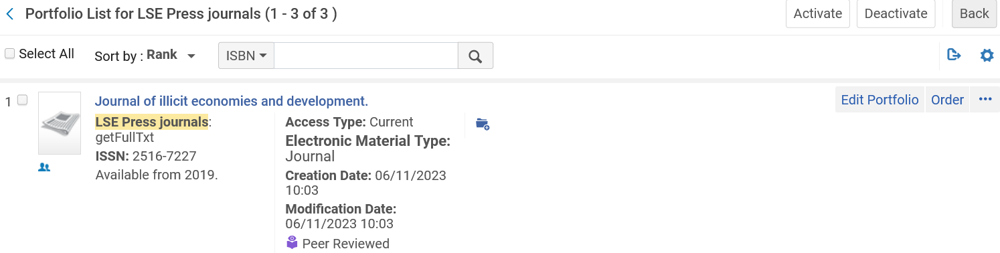 Portfolio List for LSE Press journals (1 - 3 of 3 )
Activate
Deactivate
Back
Select All
Sort by : Rank
ISBN
1
Journal of illicit economies and development.
Edit Portfolio
Order
LSE Press journals:
getFullTxt
ISSN: 2516-7227
Available from 2019.
Access Type: Current
Electronic Material Type:
Journal
Creation Date: 06/11/2023
10:03
Modification Date:
06/11/2023 10:03
Peer Reviewed